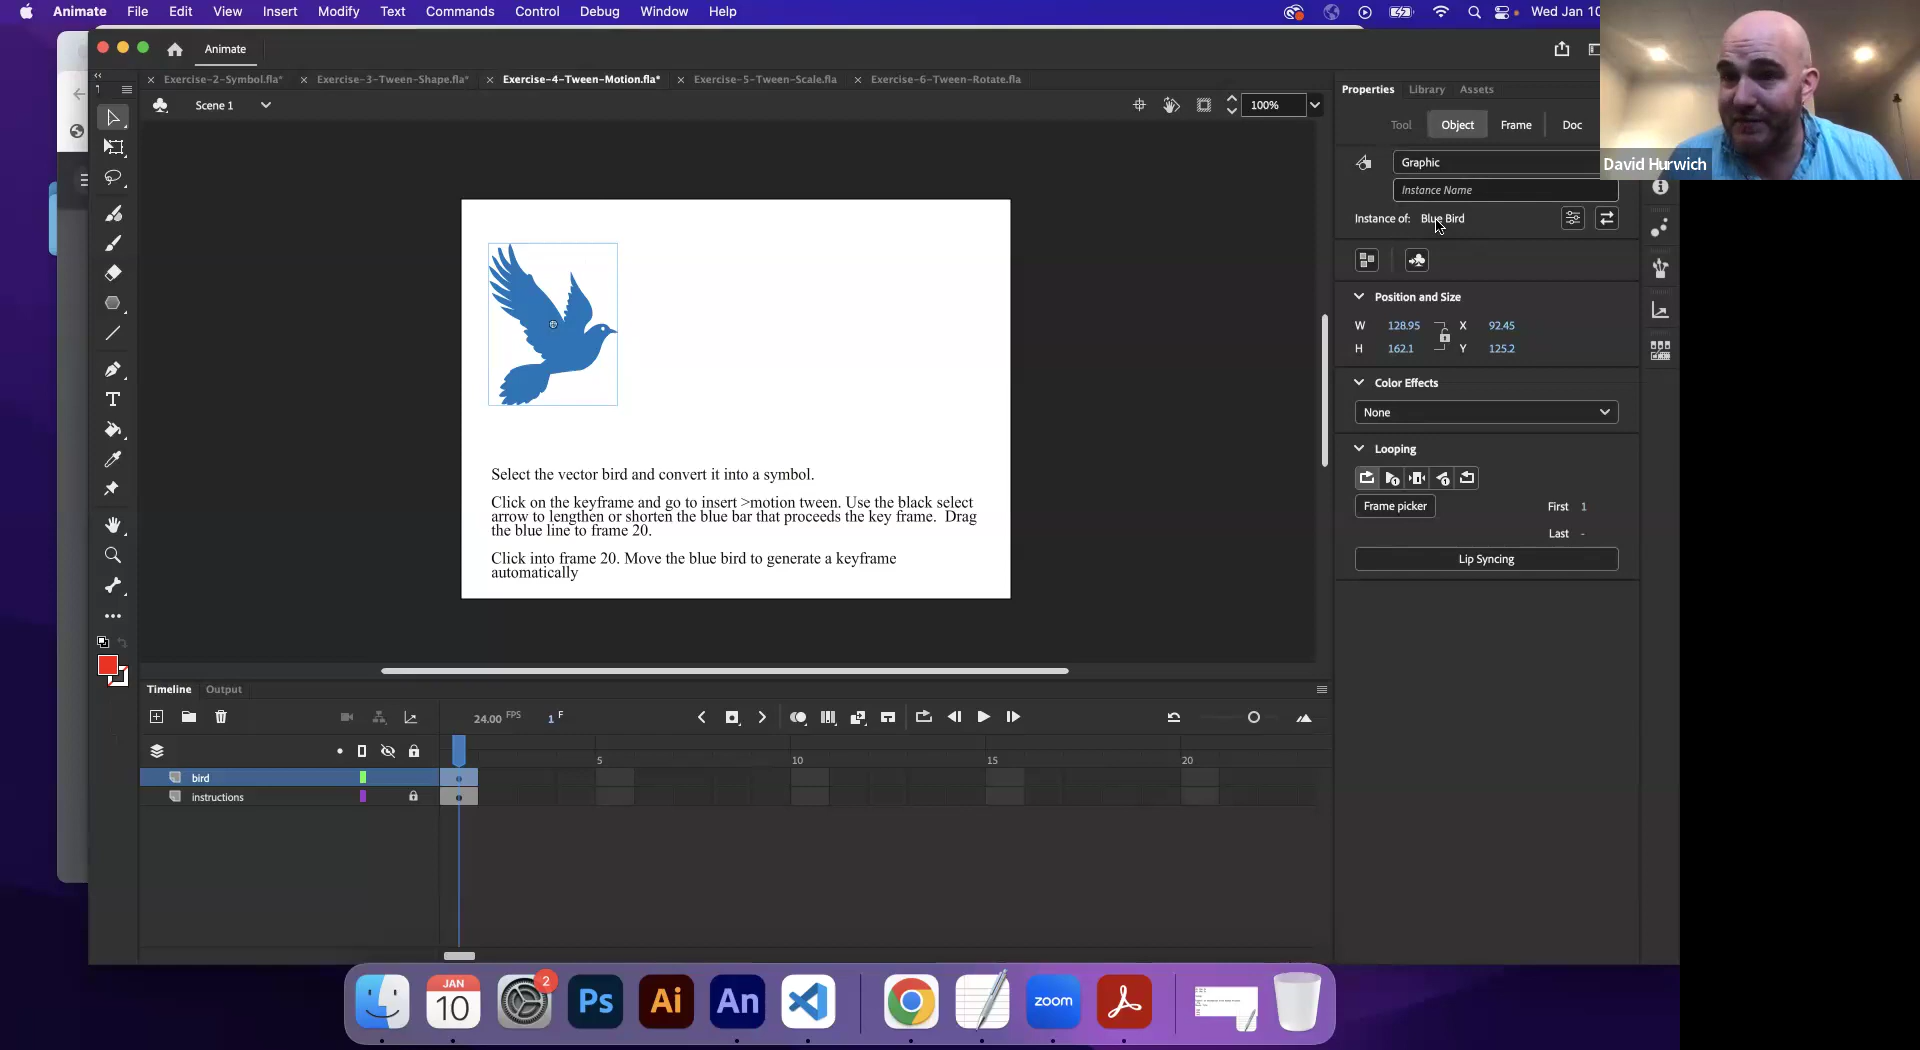 Animate File Edit View Insert Modify Text Commands Control Debug Window Help Wed Jan 10
Animate
Exercise-2-Symbol.fla* Exercise-3-Tween-Shape.fla* Exercise-4-Tween-Motion.fla* Exercise-5-Tween-Scale.fla Exercise-6-Tween-Rotate.fla
Scene 1 100%
Properties Library Assets
Tool Object Frame Doc
Graphic
Instance Name
Instance of: Blue Bird
Position and Size
W 128.95 X 92.45
H 162.1 Y 125.2
Color Effects
None
Looping
Frame picker First 1
Last -
Lip Syncing
David Hurwich
Select the vector bird and convert it into a symbol.
Click on the keyframe and go to insert >motion tween. Use the black select
arrow to lengthen or shorten the blue bar that proceeds the key frame. Drag
the blue line to frame 20.
Click into frame 20. Move the blue bird to generate a keyframe
automatically
Timeline Output
24.00 FPS 1 F
5 10 15 20
bird
instructions
JAN
10
2
Ps
Ai
An
zoom